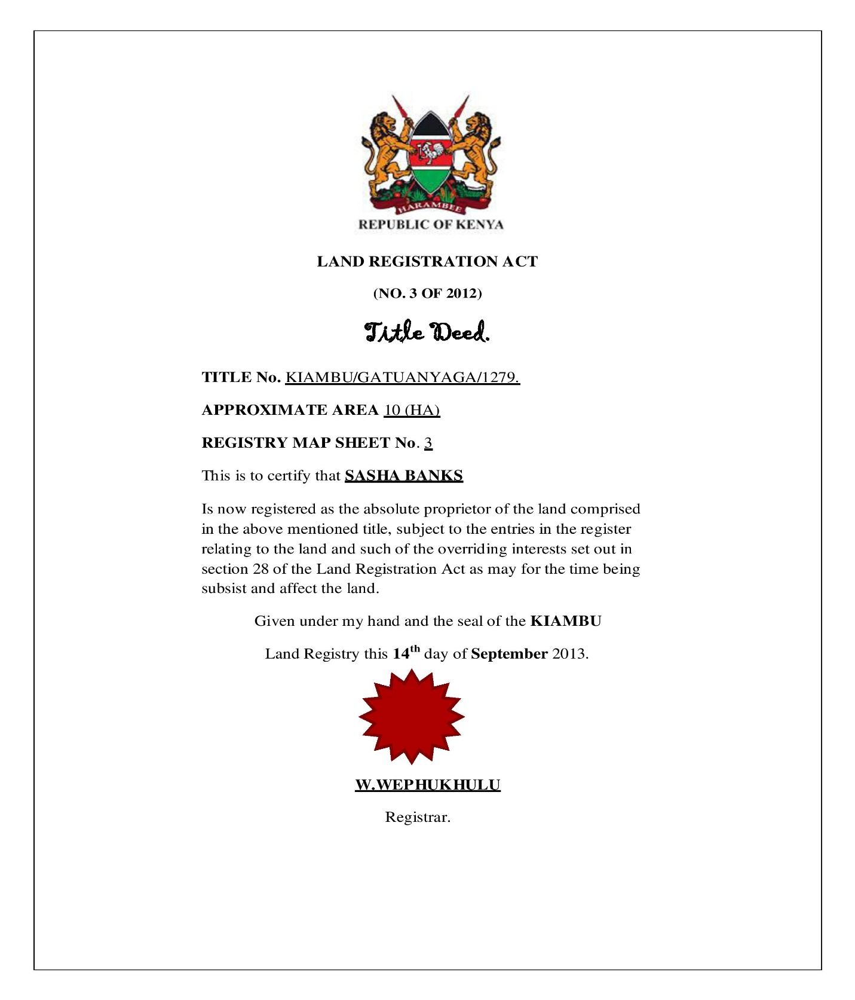 HARAMBEE
REPUBLIC OF KENYA
LAND REGISTRATION ACT
(NO. 3 OF 2012)
Title Deed.
TITLE No. KIAMBU/GATUANYAGA/1279.
APPROXIMATE AREA 10 (HA)
REGISTRY MAP SHEET No. 3
This is to certify that SASHA BANKS
Is now registered as the absolute proprietor of the land comprised
in the above mentioned title, subject to the entries in the register
relating to the land and such of the overriding interests set out in
section 28 of the Land Registration Act as may for the time being
subsist and affect the land.
Given under my hand and the seal of the KIAMBU
Land Registry this 14th day of September 2013.
W.WEPHUKHULU
Registrar.